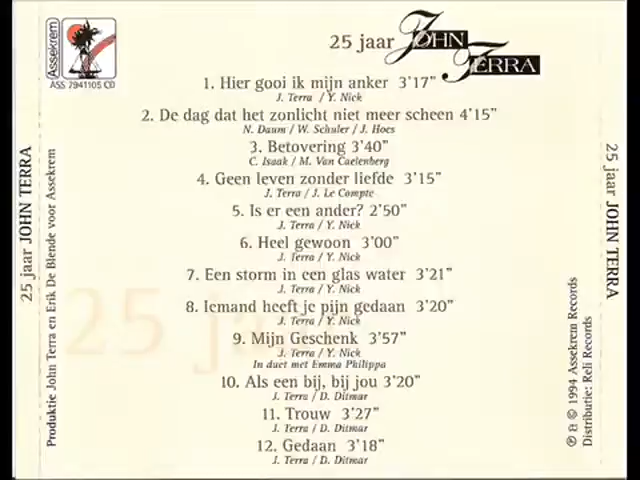 Assekrem
ASS 7941105 CD
25 jaar JOHN TERRA
1. Hier gooi ik mijn anker 3'17"
J. Terra / Y. Nick
2. De dag dat het zonlicht niet meer scheen 4'15"
N. Daum / W. Schuler / J. Hoes
3. Betovering 3'40"
C. Isaak / M. Van Caelenberg
4. Geen leven zonder liefde 3'15"
J. Terra / J. Le Compte
5. Is er een ander? 2'50"
J. Terra / Y. Nick
6. Heel gewoon 3'00"
J. Terra / Y. Nick
7. Een storm in een glas water 3'21"
J. Terra / Y. Nick
8. Iemand heeft je pijn gedaan 3'20"
J. Terra / Y. Nick
9. Mijn Geschenk 3'57"
J. Terra / Y. Nick
In duet met Emma Philippa
10. Als een bij, bij jou 3'20"
J. Terra / D. Ditmar
11. Trouw 3'27"
J. Terra / D. Ditmar
12. Gedaan 3'18"
J. Terra / D. Ditmar
25 jaar
25 jaar JOHN TERRA
Produktie John Terra en Erik De Blende voor Assekrem
25 jaar JOHN TERRA
℗ & © 1994 Assekrem Records
Distributie: Reli Records